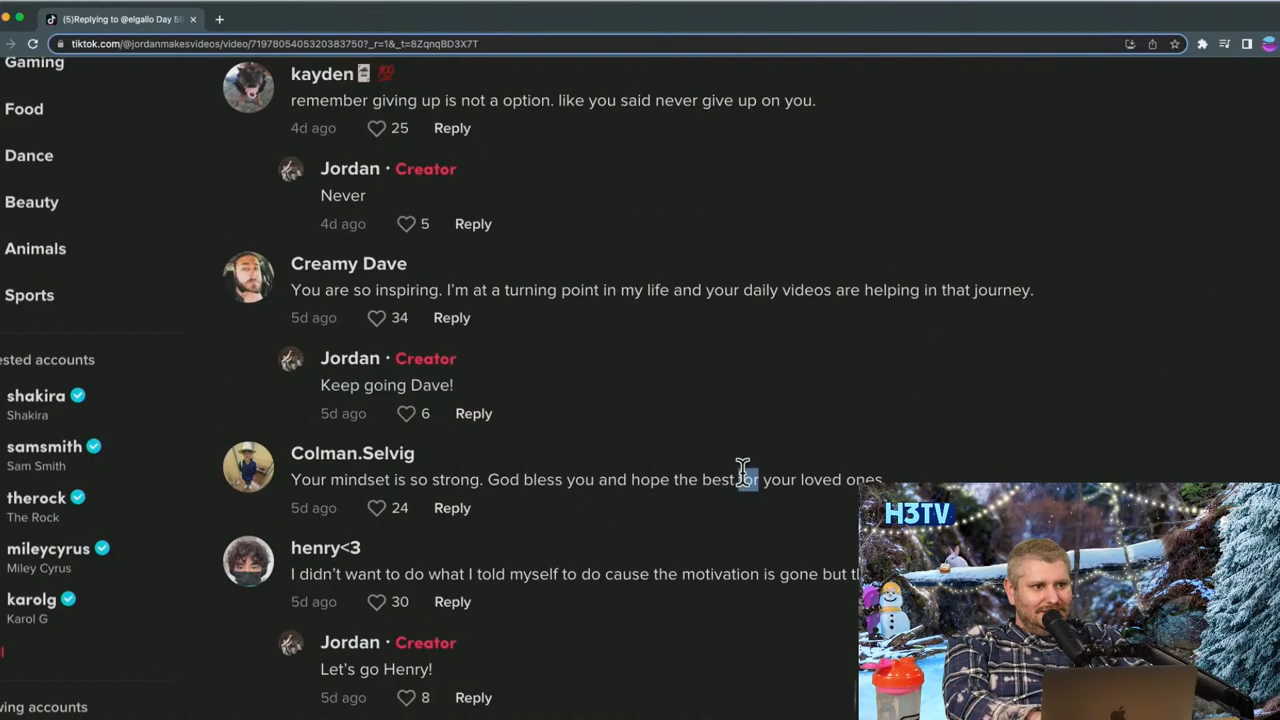 (5)Replying to @elgallo Day 55
tiktok.com/@jordanmakesvideos/video/7197805405320383750?_r=1&_t=8ZqnqBD3X7T
Gaming
Food
Dance
Beauty
Animals
Sports
ested accounts
shakira
Shakira
samsmith
Sam Smith
therock
The Rock
mileycyrus
Miley Cyrus
karolg
Karol G
wing accounts
kayden
remember giving up is not a option. like you said never give up on you.
4d ago 25 Reply
Jordan · Creator
Never
4d ago 5 Reply
Creamy Dave
You are so inspiring. I'm at a turning point in my life and your daily videos are helping in that journey.
5d ago 34 Reply
Jordan · Creator
Keep going Dave!
5d ago 6 Reply
Colman.Selvig
Your mindset is so strong. God bless you and hope the best for your loved ones
5d ago 24 Reply
henry<3
I didn't want to do what I told myself to do cause the motivation is gone but
5d ago 30 Reply
Jordan · Creator
Let's go Henry!
5d ago 8 Reply
H3TV